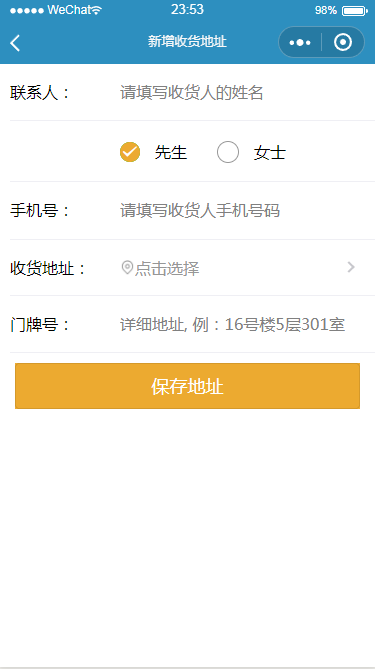 WeChat 23:53 98%
新增收货地址
联系人： 请填写收货人的姓名
先生 女士
手机号： 请填写收货人手机号码
收货地址： 点击选择
门牌号： 详细地址, 例：16号楼5层301室
保存地址